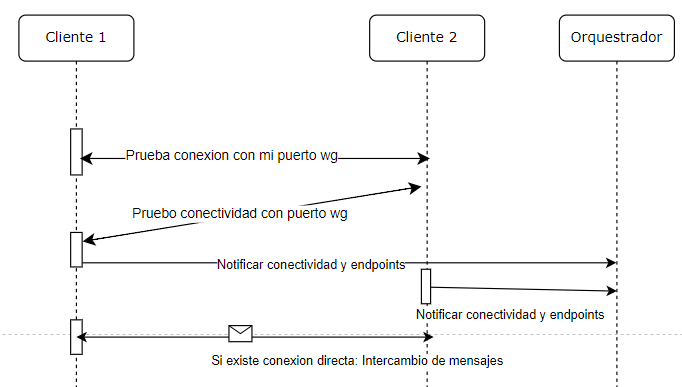 Cliente 1
Cliente 2
Orquestrador
Prueba conexion con mi puerto wg
Pruebo conectividad con puerto wg
Notificar conectividad y endpoints
Notificar conectividad y endpoints
Si existe conexion directa: Intercambio de mensajes